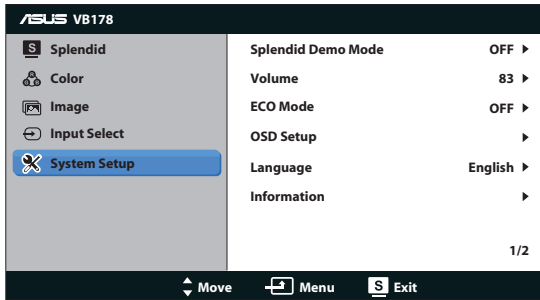 ASUS VB178
S Splendid
Color
Image
Input Select
System Setup
Splendid Demo Mode OFF
Volume 83
ECO Mode OFF
OSD Setup
Language English
Information
1/2
Move Menu S Exit